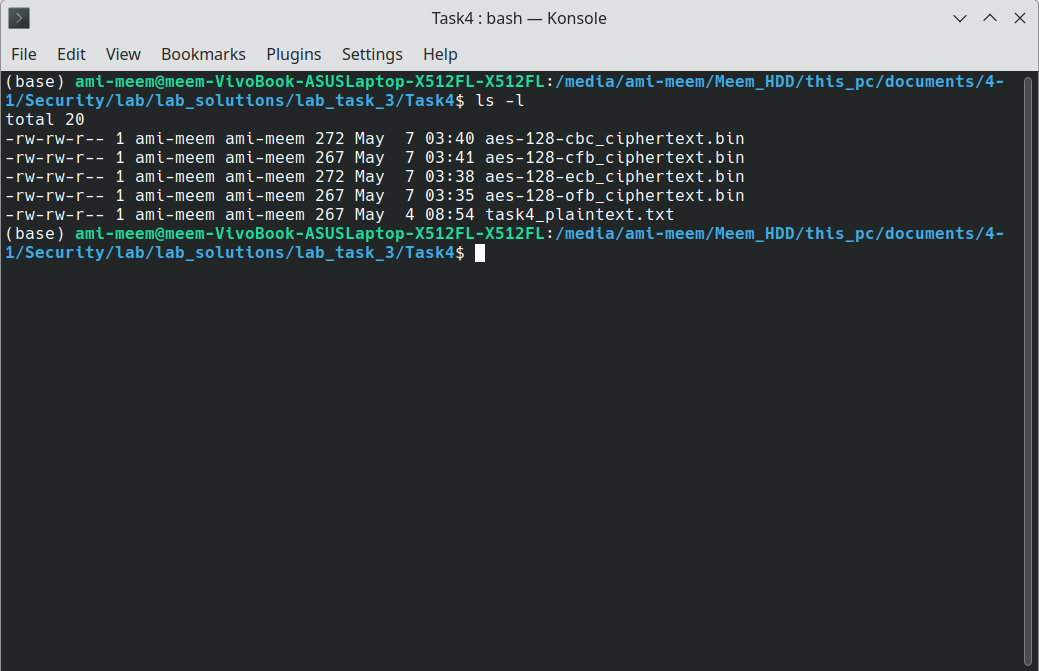 Task4 : bash — Konsole
File Edit View Bookmarks Plugins Settings Help
(base) ami-meem@meem-VivoBook-ASUSLaptop-X512FL-X512FL:/media/ami-meem/Meem_HDD/this_pc/documents/4-
1/Security/lab/lab_solutions/lab_task_3/Task4$ ls -l
total 20
-rw-rw-r-- 1 ami-meem ami-meem 272 May  7 03:40 aes-128-cbc_ciphertext.bin
-rw-rw-r-- 1 ami-meem ami-meem 267 May  7 03:41 aes-128-cfb_ciphertext.bin
-rw-rw-r-- 1 ami-meem ami-meem 272 May  7 03:38 aes-128-ecb_ciphertext.bin
-rw-rw-r-- 1 ami-meem ami-meem 267 May  7 03:35 aes-128-ofb_ciphertext.bin
-rw-rw-r-- 1 ami-meem ami-meem 267 May  4 08:54 task4_plaintext.txt
(base) ami-meem@meem-VivoBook-ASUSLaptop-X512FL-X512FL:/media/ami-meem/Meem_HDD/this_pc/documents/4-
1/Security/lab/lab_solutions/lab_task_3/Task4$